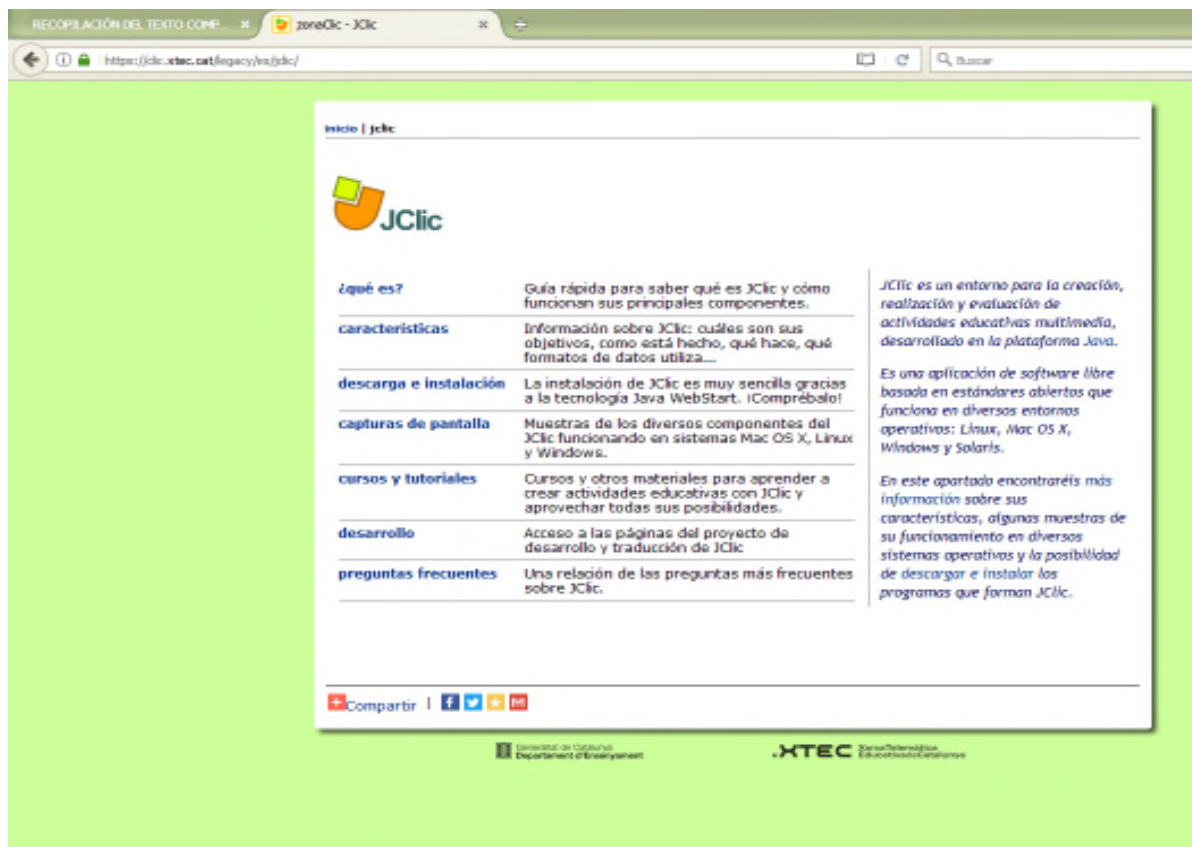 RECOPILACIÓN DEL TEXTO COMP...
zonaClic - JClic
https://clic.xtec.cat/legacy/es/jclic/
Buscar
inicio | jclic
JClic
¿qué es?
Guía rápida para saber qué es JClic y cómo
funcionan sus principales componentes.
características
Información sobre JClic: cuáles son sus
objetivos, como está hecho, qué hace, qué
formatos de datos utiliza...
descarga e instalación
La instalación de JClic es muy sencilla gracias
a la tecnología Java WebStart. ¡Comprébalo!
capturas de pantalla
Muestras de los diversos componentes del
JClic funcionando en sistemas Mac OS X, Linux
y Windows.
cursos y tutoriales
Cursos y otros materiales para aprender a
crear actividades educativas con JClic y
aprovechar todas sus posibilidades.
desarrollo
Acceso a las páginas del proyecto de
desarrollo y traducción de JClic
preguntas frecuentes
Una relación de las preguntas más frecuentes
sobre JClic.
JClic es un entorno para la creación,
realización y evaluación de
actividades educativas multimedia,
desarrollado en la plataforma Java.
Es una aplicación de software libre
basada en estándares abiertos que
funciona en diversos entornos
operativos: Linux, Mac OS X,
Windows y Solaris.
En este apartado encontraréis más
información sobre sus
características, algunas muestras de
su funcionamiento en diversos
sistemas operativos y la posibilidad
de descargar e instalar los
programas que forman JClic.
Compartir |
Generalitat de Catalunya
Departament d'Ensenyament
.XTEC
Xarxa Telemàtica
Educativa de Catalunya